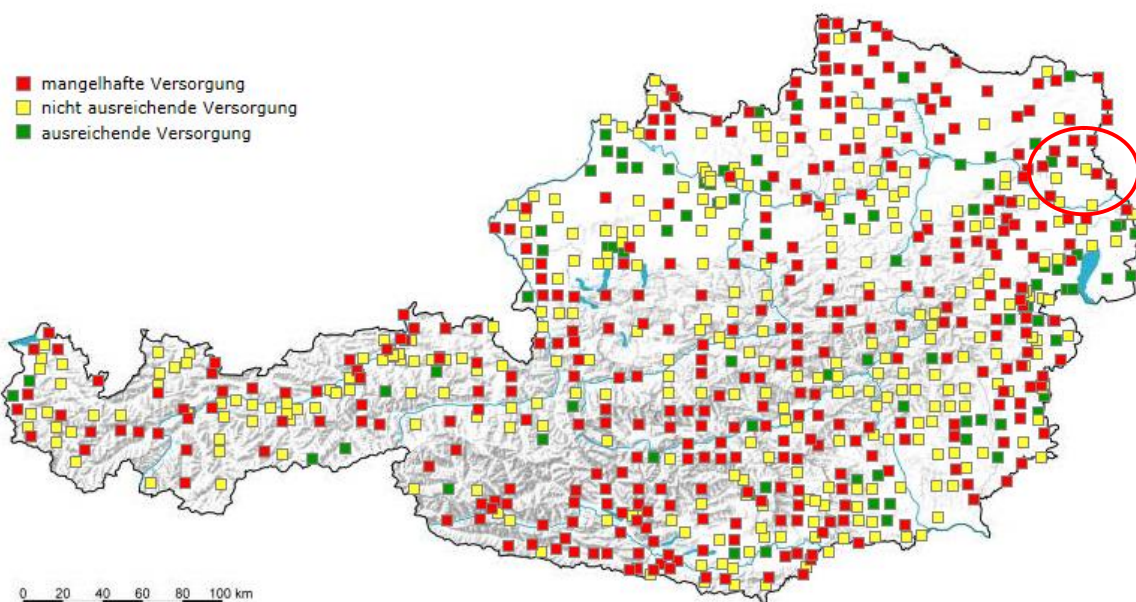 mangelhafte Versorgung
nicht ausreichende Versorgung
ausreichende Versorgung
0 20 40 60 80 100 km